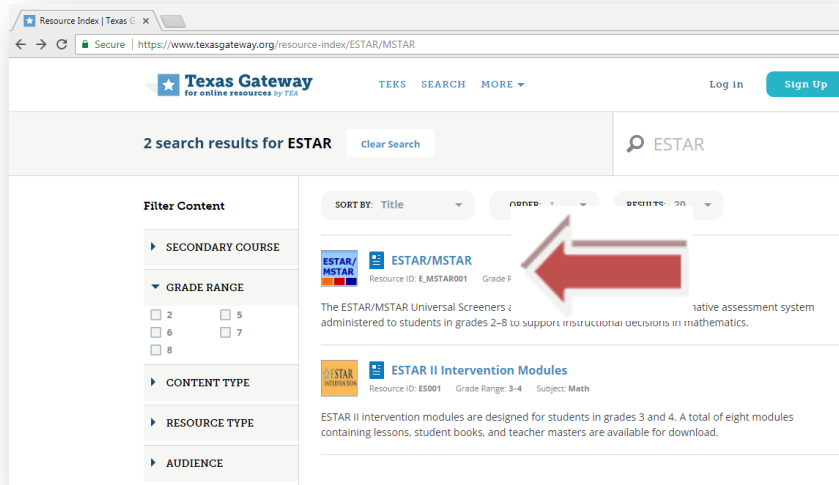 Resource Index | Texas G
Secure | https://www.texasgateway.org/resource-index/ESTAR/MSTAR
Texas Gateway
for online resources by TEA
TEKS SEARCH MORE
Log in
Sign Up
2 search results for ESTAR
Clear Search
ESTAR
Filter Content
SORT BY: Title
ORDER:
RESULTS: 20
SECONDARY COURSE
GRADE RANGE
2 5
6 7
8
CONTENT TYPE
RESOURCE TYPE
AUDIENCE
ESTAR/
MSTAR
ESTAR/MSTAR
Resource ID: E_MSTAR001 Grade R
The ESTAR/MSTAR Universal Screeners a native assessment system
administered to students in grades 2–8 to support instructional decisions in mathematics.
ESTAR
INTERVENTION
ESTAR II Intervention Modules
Resource ID: ES001 Grade Range: 3–4 Subject: Math
ESTAR II intervention modules are designed for students in grades 3 and 4. A total of eight modules
containing lessons, student books, and teacher masters are available for download.